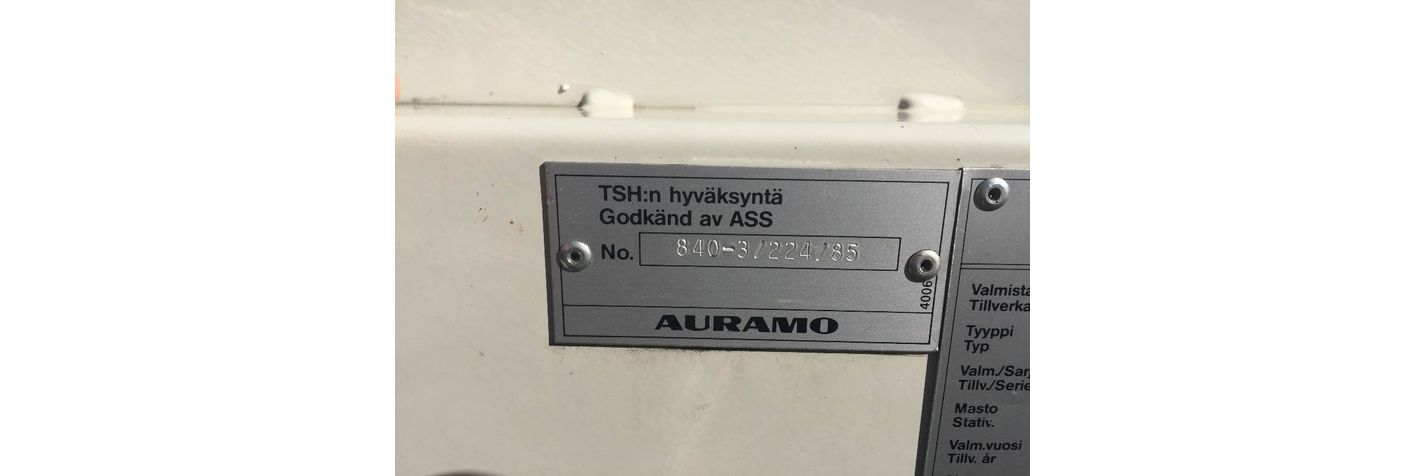 TSH:n hyväksyntä
Godkänd av ASS
No. 840-3/224/85
AURAMO
4006
Valmista
Tillverka
Tyyppi
Typ
Valm./Sarj
Tillv./Serie
Masto
Stativ.
Valm.vuosi
Tillv. år